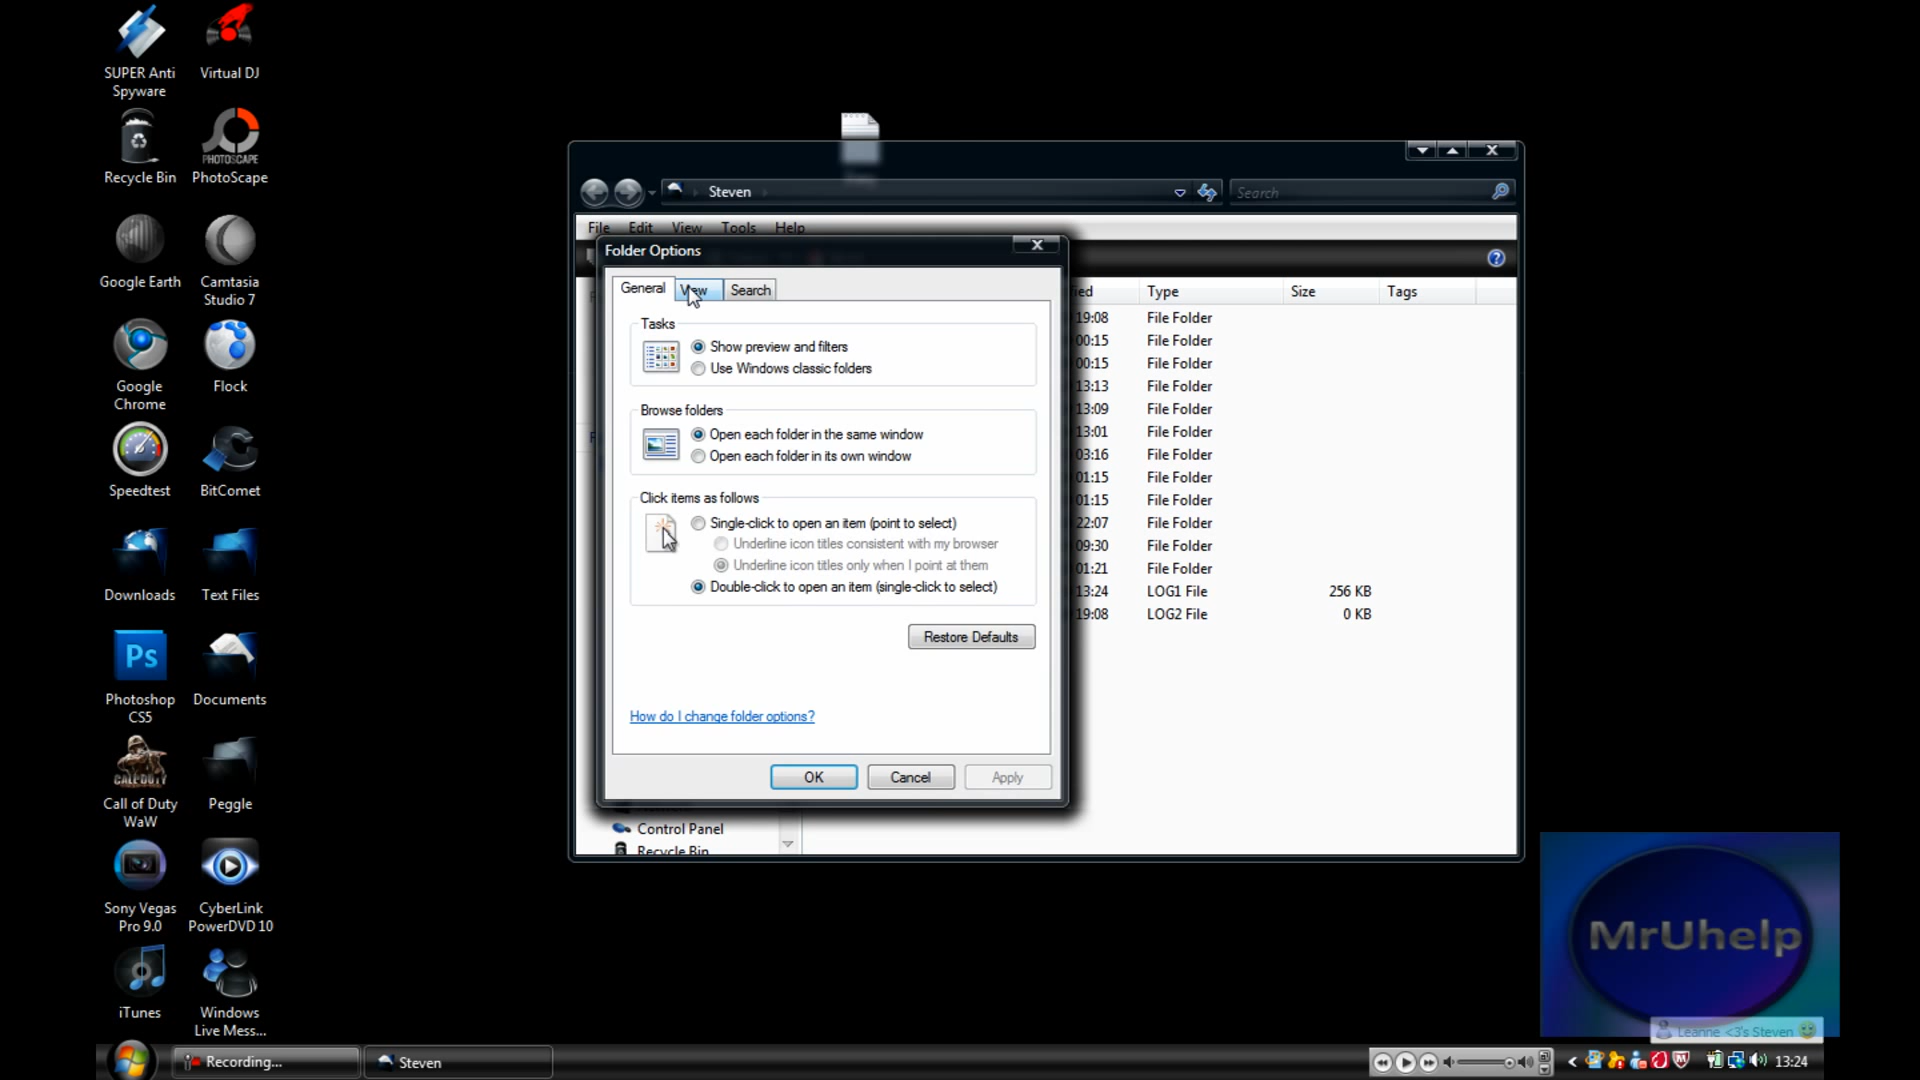 SUPER Anti
Spyware
Virtual DJ
Recycle Bin
PHOTOSCAPE
PhotoScape
Google Earth
Camtasia
Studio 7
Google
Chrome
Flock
Speedtest
BitComet
Downloads
Text Files
Ps
Photoshop
CS5
Documents
CALL OF DUTY
Call of Duty
WaW
Peggle
Sony Vegas
Pro 9.0
CyberLink
PowerDVD 10
iTunes
Windows
Live Mess...
Steven
Search
File Edit View Tools Help
Folder Options
General View Search
Tasks
Show preview and filters
Use Windows classic folders
Browse folders
Open each folder in the same window
Open each folder in its own window
Click items as follows
Single-click to open an item (point to select)
Underline icon titles consistent with my browser
Underline icon titles only when I point at them
Double-click to open an item (single-click to select)
Restore Defaults
How do I change folder options?
OK Cancel Apply
Type Size Tags
19:08 File Folder
00:15 File Folder
00:15 File Folder
13:13 File Folder
13:09 File Folder
13:01 File Folder
03:16 File Folder
01:15 File Folder
01:15 File Folder
22:07 File Folder
09:30 File Folder
01:21 File Folder
13:24 LOG1 File 256 KB
19:08 LOG2 File 0 KB
Control Panel
Recycle Bin
MrUhelp
Leanne <3's Steven
Recording...
Steven
13:24